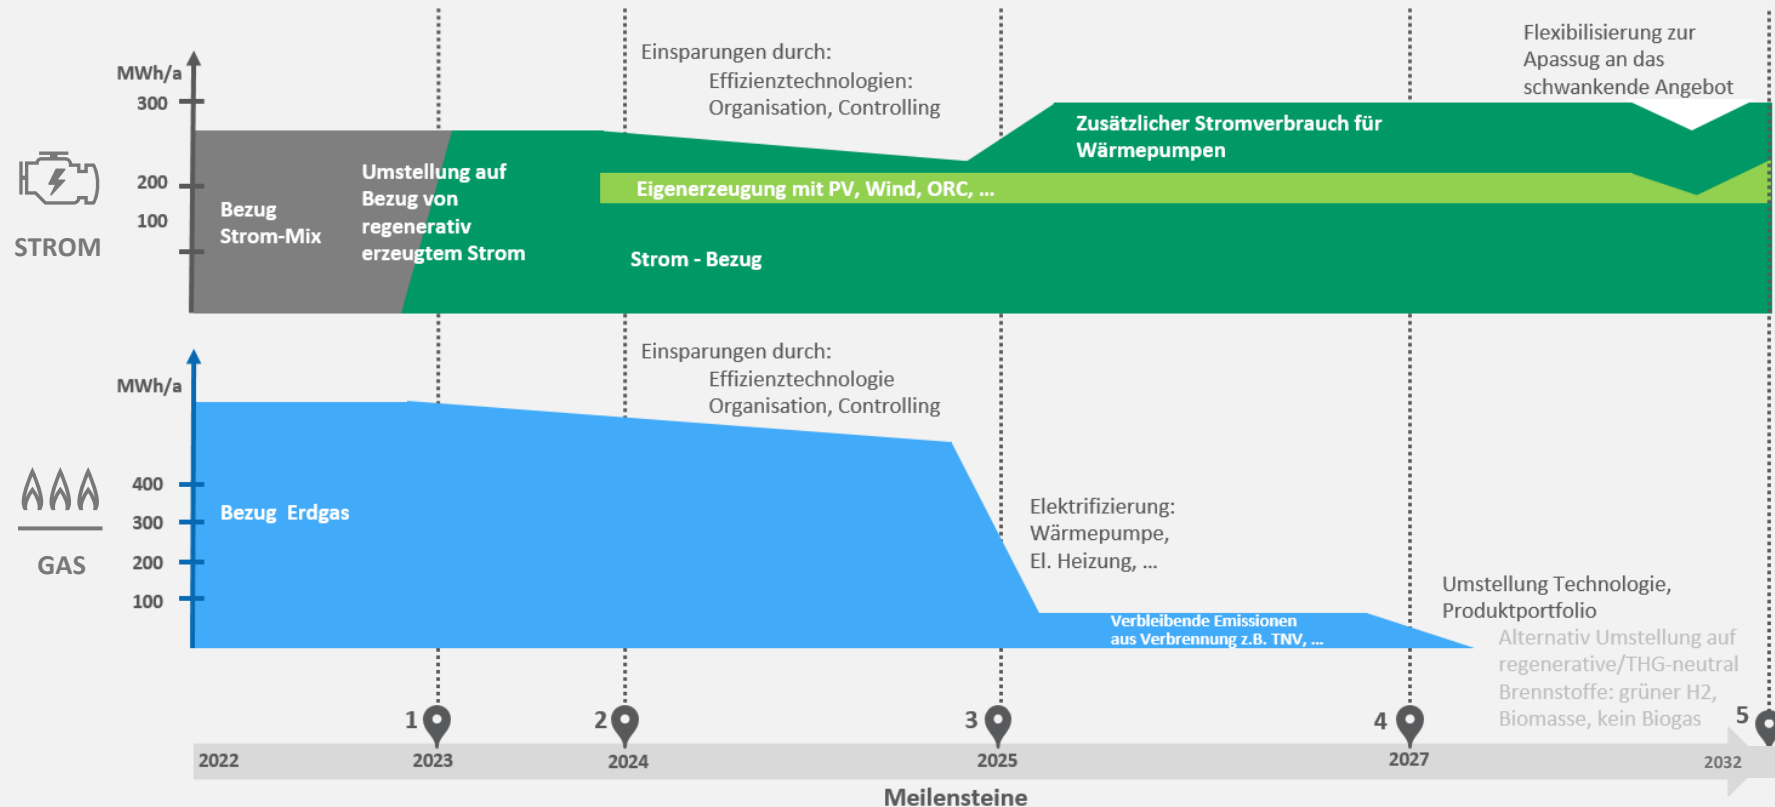 Einsparungen durch:
Effizienztechnologien:
Organisation, Controlling
Flexibilisierung zur
Apassug an das
schwankende Angebot
MWh/a
300
200
100
STROM
Bezug
Strom-Mix
Umstellung auf
Bezug von
regenerativ
erzeugtem Strom
Zusätzlicher Stromverbrauch für
Wärmepumpen
Eigenerzeugung mit PV, Wind, ORC, ...
Strom - Bezug
Einsparungen durch:
Effizienztechnologie
Organisation, Controlling
MWh/a
400
300
200
100
GAS
Bezug Erdgas
Elektrifizierung:
Wärmepumpe,
El. Heizung, ...
Verbleibende Emissionen
aus Verbrennung z.B. TNV, ...
Umstellung Technologie,
Produktportfolio
Alternativ Umstellung auf
regenerative/THG-neutral
Brennstoffe: grüner H2,
Biomasse, kein Biogas
1
2
3
4
5
2022
2023
2024
2025
2027
2032
Meilensteine